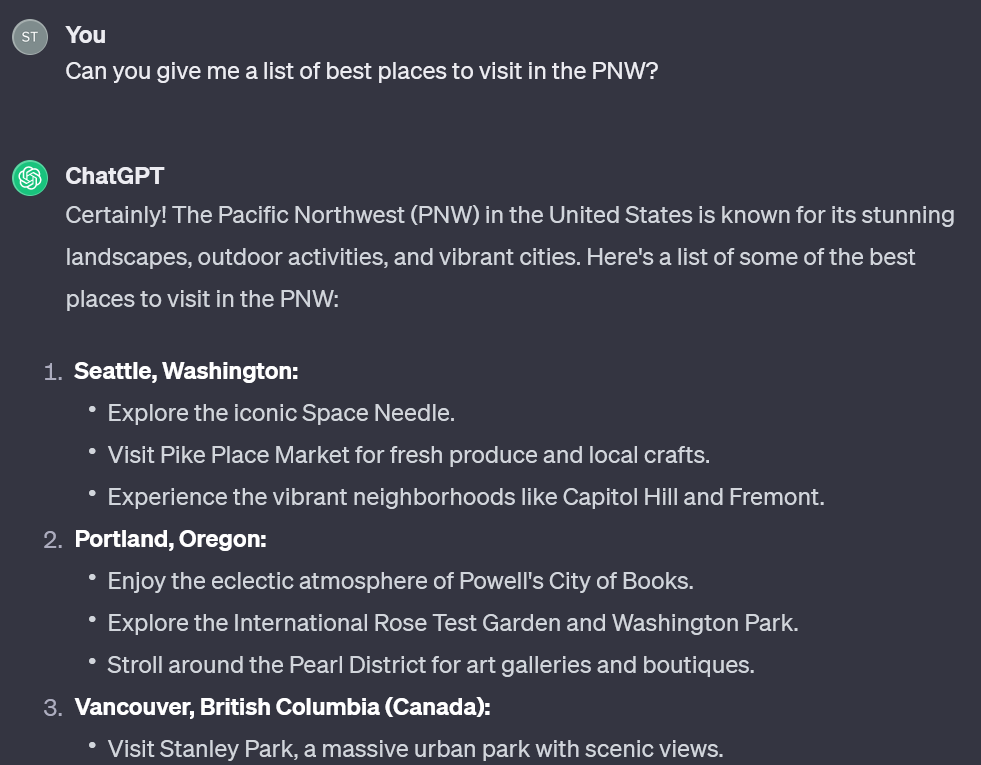 ST
You
Can you give me a list of best places to visit in the PNW?
ChatGPT
Certainly! The Pacific Northwest (PNW) in the United States is known for its stunning
landscapes, outdoor activities, and vibrant cities. Here's a list of some of the best
places to visit in the PNW:
1. Seattle, Washington:
• Explore the iconic Space Needle.
• Visit Pike Place Market for fresh produce and local crafts.
• Experience the vibrant neighborhoods like Capitol Hill and Fremont.
2. Portland, Oregon:
• Enjoy the eclectic atmosphere of Powell's City of Books.
• Explore the International Rose Test Garden and Washington Park.
• Stroll around the Pearl District for art galleries and boutiques.
3. Vancouver, British Columbia (Canada):
• Visit Stanley Park, a massive urban park with scenic views.